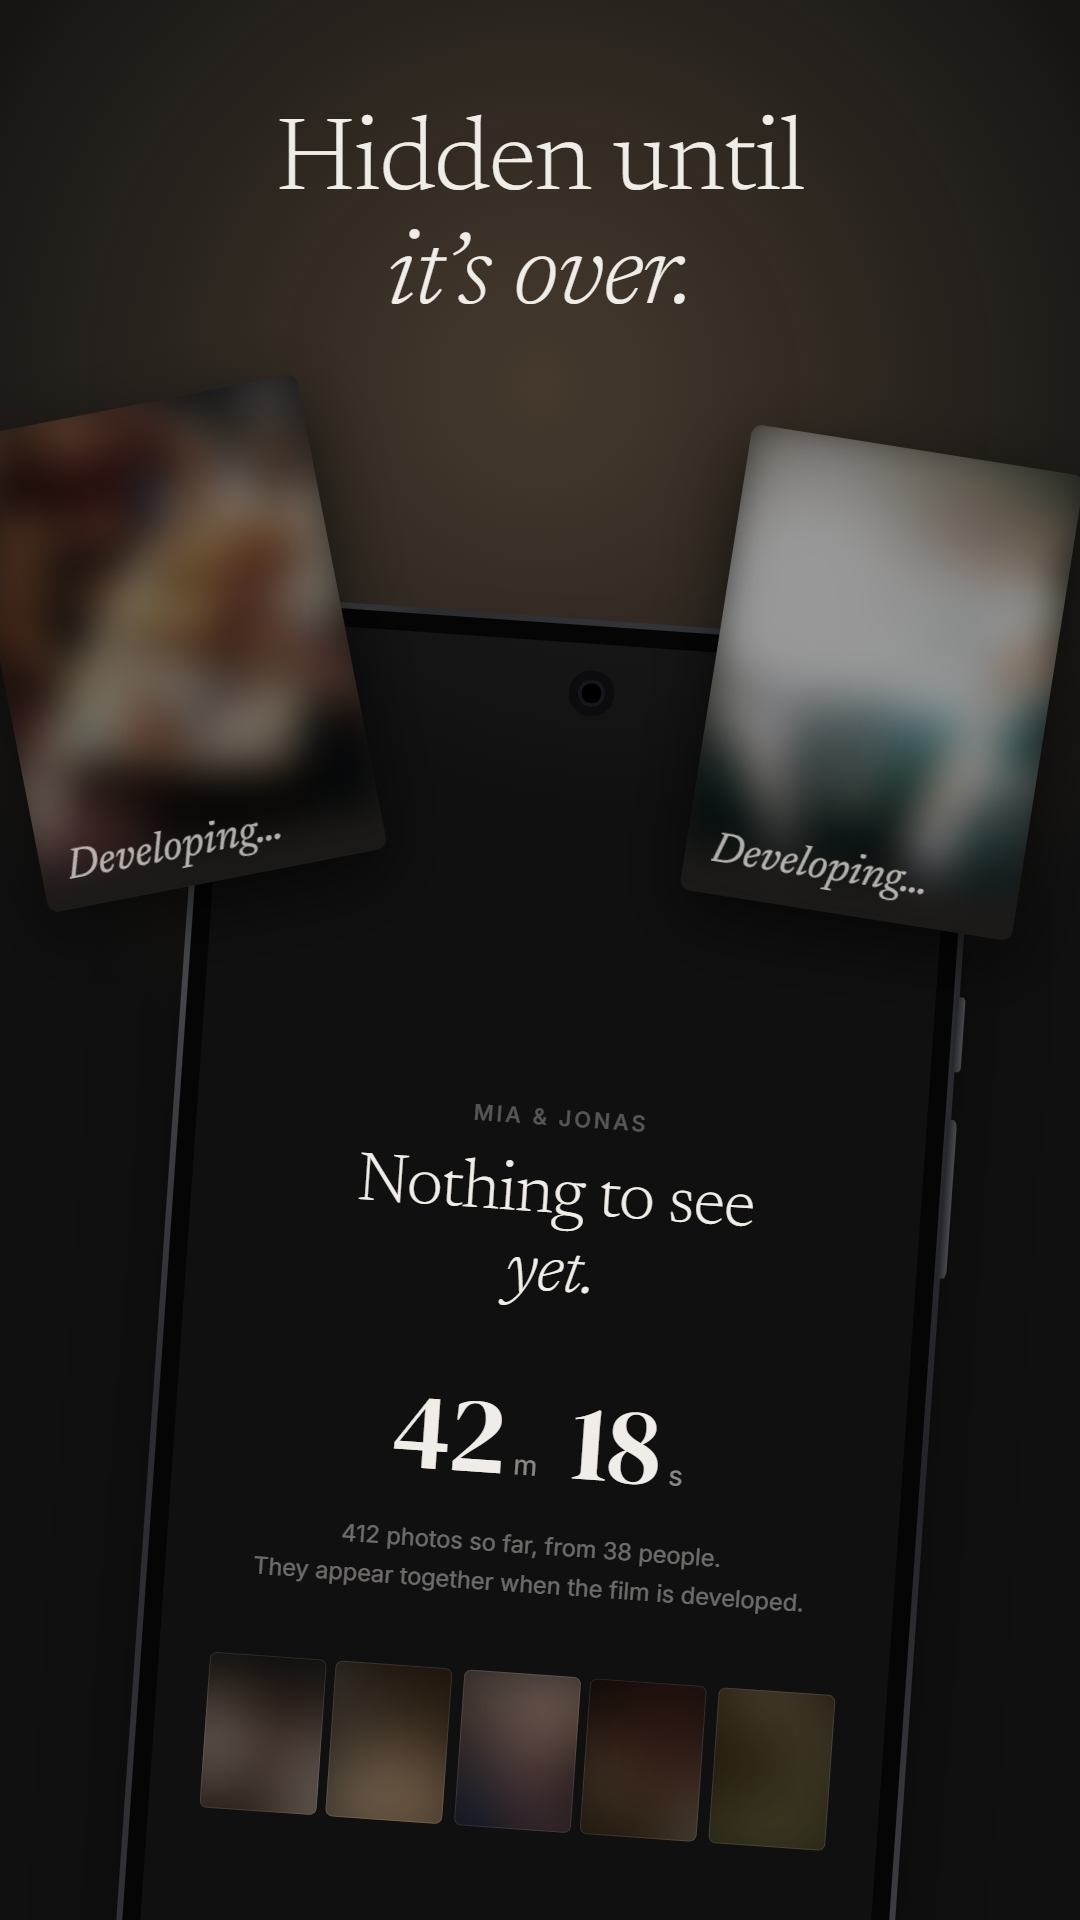 Hidden until
it’s over.
Developing...
Developing...
MIA & JONAS
Nothing to see
yet.
42 m 18 s
412 photos so far, from 38 people.
They appear together when the film is developed.